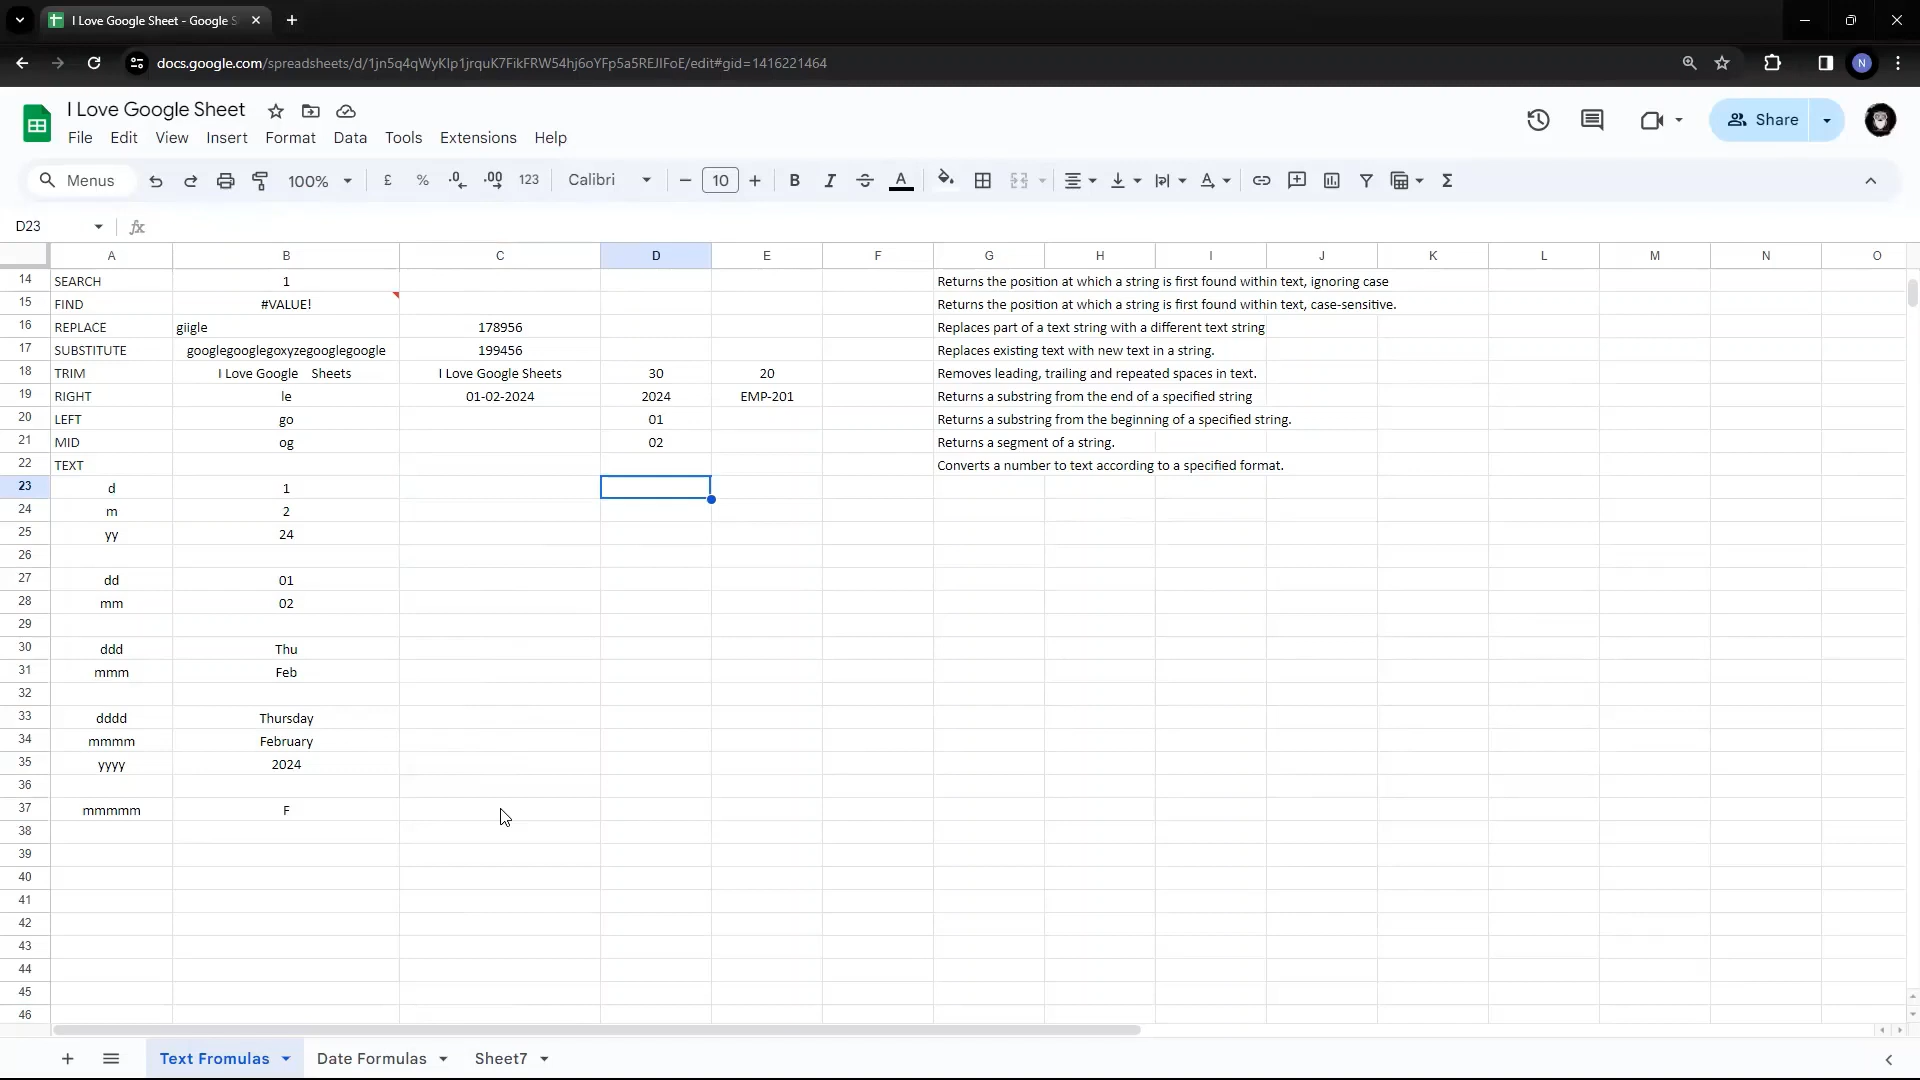 I Love Google Sheet - Google S
docs.google.com/spreadsheets/d/1jn5q4qWyKlp1jrquK7FikFRW54hj6oYFp5a5REJIFoE/edit#gid=1416221464
N
I Love Google Sheet
File Edit View Insert Format Data Tools Extensions Help
Share
Menus 100% £ % .0 .00 123 Calibri 10 B I S A Σ
D23 fx
A B C D E F G H I J K L M N O
14 SEARCH 1 Returns the position at which a string is first found within text, ignoring case
15 FIND #VALUE! Returns the position at which a string is first found within text, case-sensitive.
16 REPLACE giigle 178956 Replaces part of a text string with a different text string
17 SUBSTITUTE googlegooglegoxyzegooglegoogle 199456 Replaces existing text with new text in a string.
18 TRIM I Love Google    Sheets I Love Google Sheets 30 20 Removes leading, trailing and repeated spaces in text.
19 RIGHT le 01-02-2024 2024 EMP-201 Returns a substring from the end of a specified string
20 LEFT go 01 Returns a substring from the beginning of a specified string.
21 MID og 02 Returns a segment of a string.
22 TEXT Converts a number to text according to a specified format.
23 d 1
24 m 2
25 yy 24
26
27 dd 01
28 mm 02
29
30 ddd Thu
31 mmm Feb
32
33 dddd Thursday
34 mmmm February
35 yyyy 2024
36
37 mmmmm F
38
39
40
41
42
43
44
45
46
Text Fromulas Date Formulas Sheet7